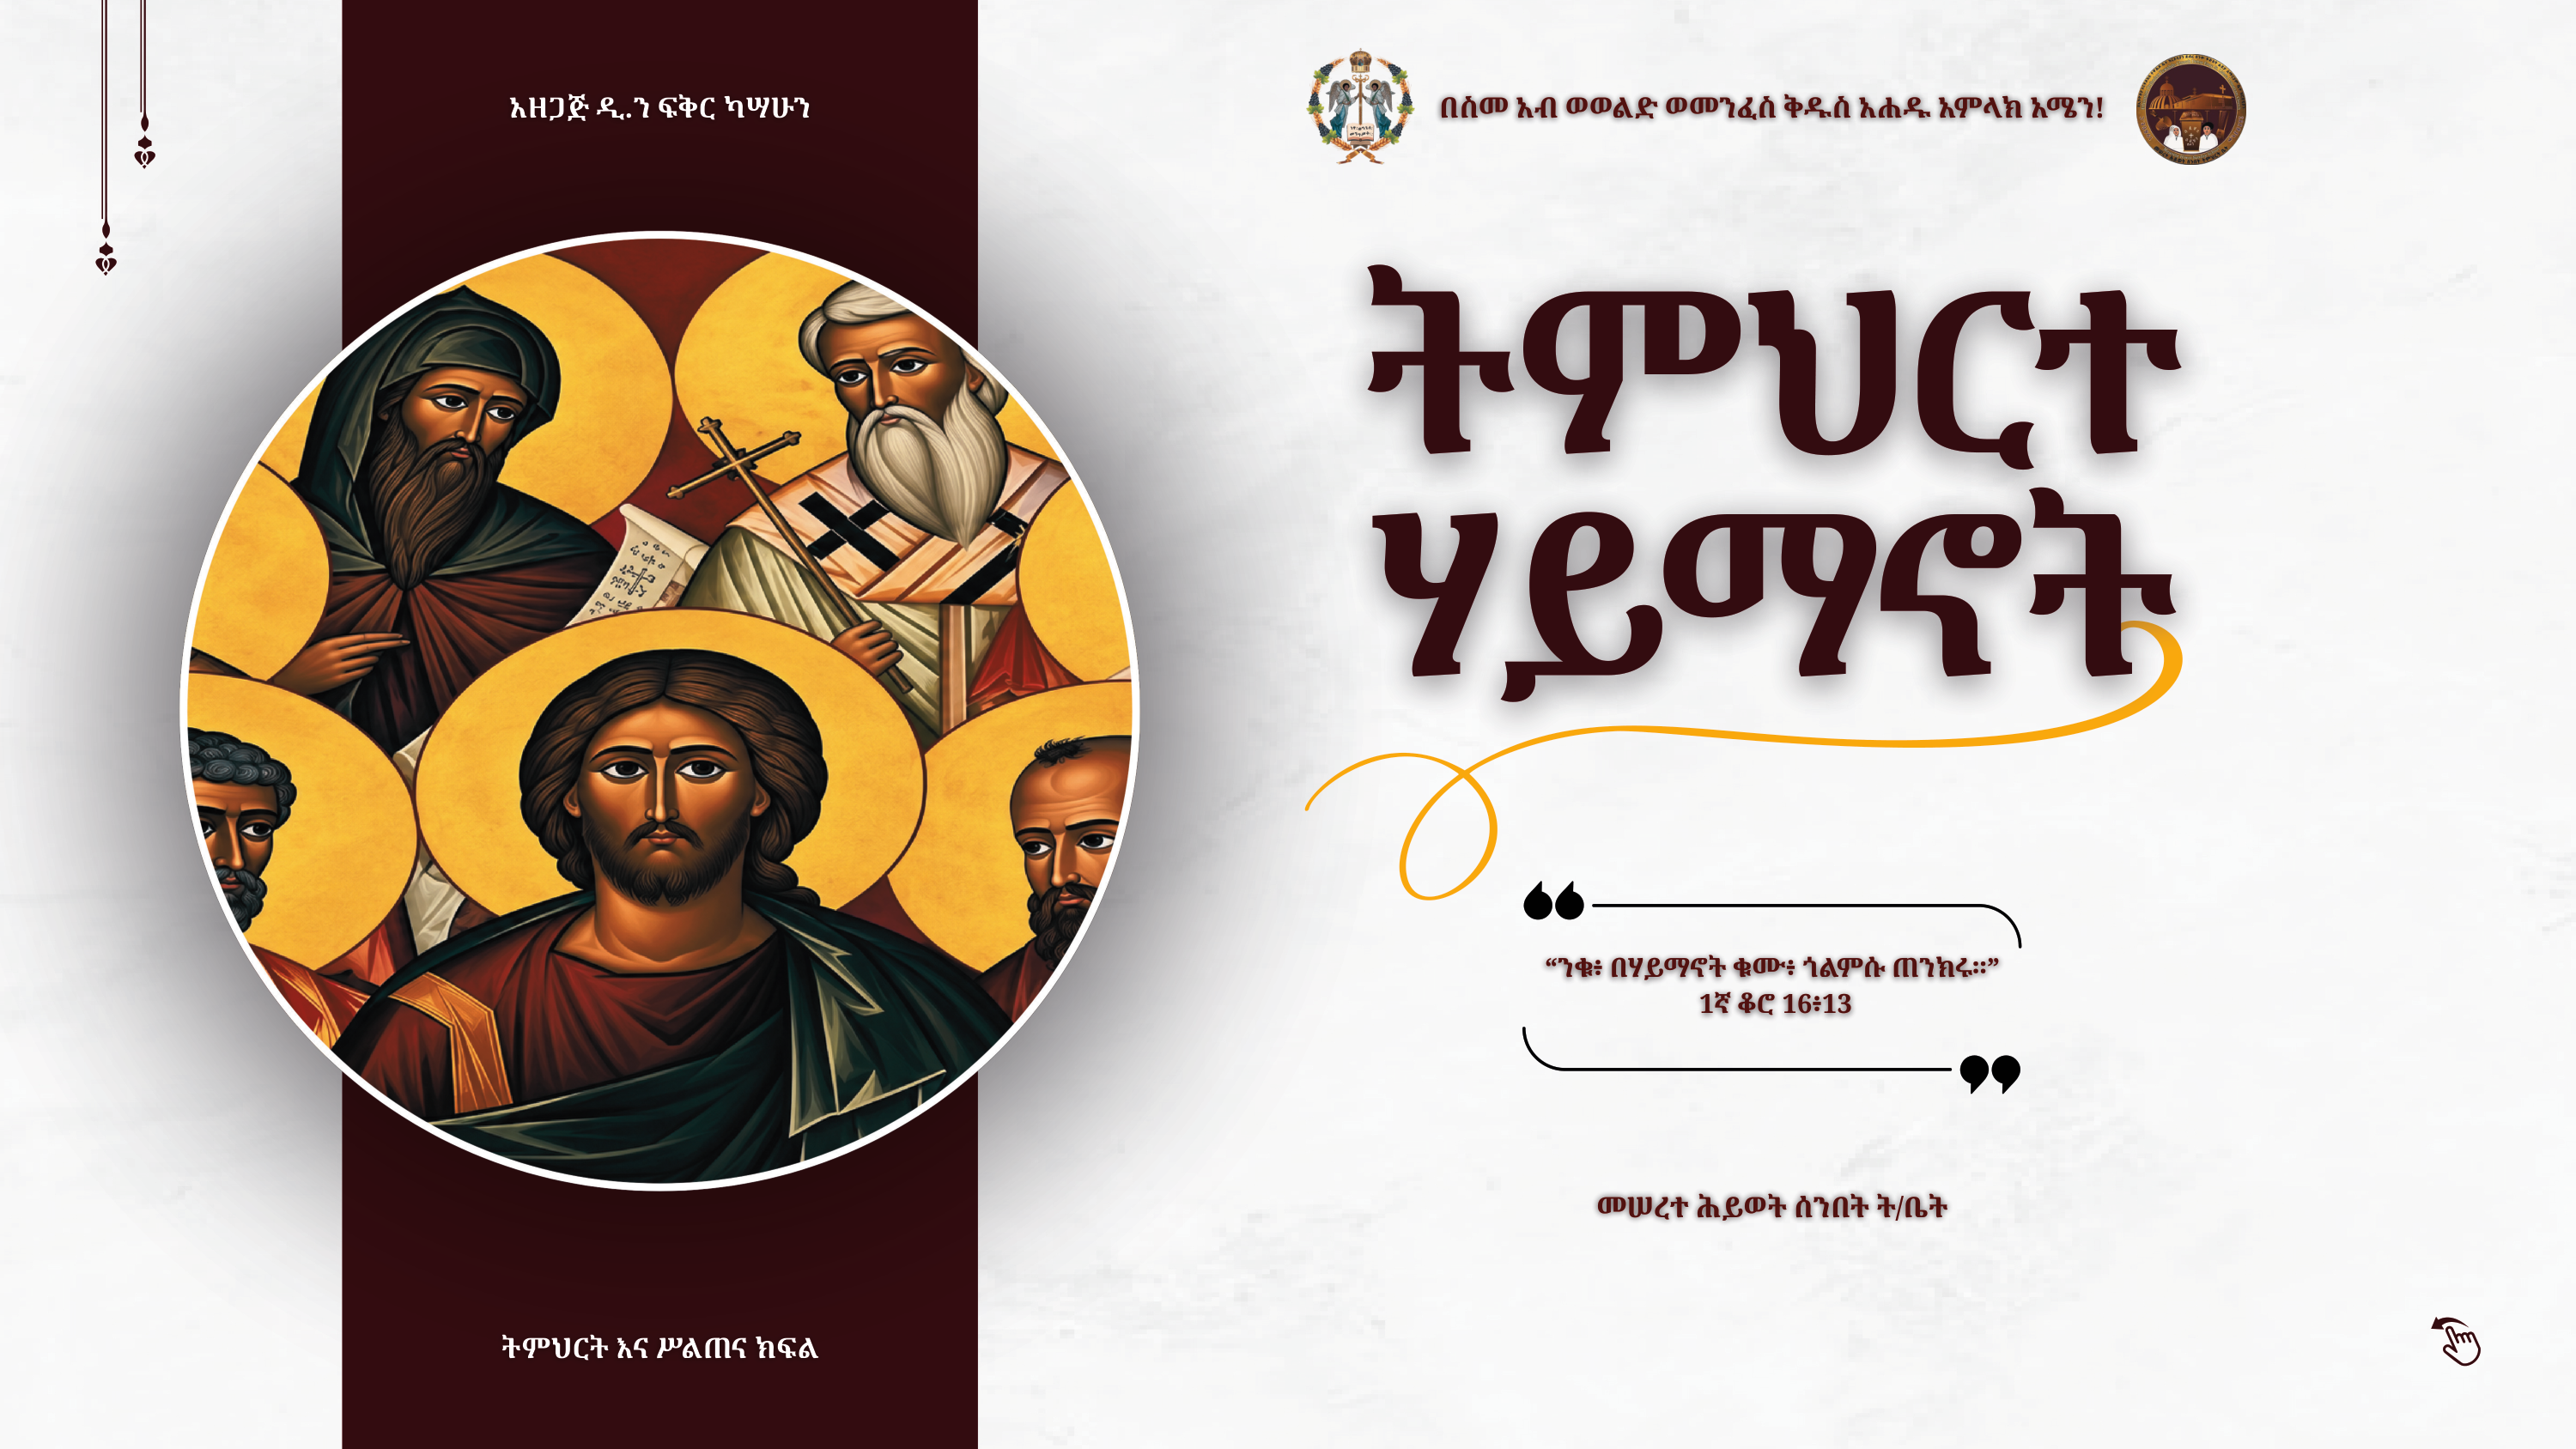 አዘጋጅ ዲ.ን ፍቅር ካሣሁን
በስመ አብ ወወልድ ወመንፈስ ቅዱስ አሐዱ አምላክ አሜን!
ትምህርተ
ሃይማኖት
“ንቁ፥ በሃይማኖት ቁሙ፥ ጎልምሱ ጠንክሩ።”
1ኛ ቆሮ 16፥13
መሠረተ ሕይወት ሰንበት ት/ቤት
ትምህርት እና ሥልጠና ክፍል